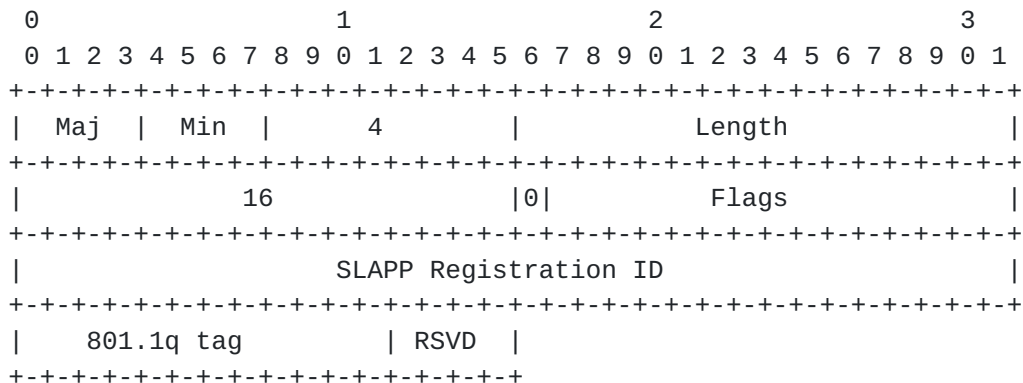 0                   1                   2                   3
 0 1 2 3 4 5 6 7 8 9 0 1 2 3 4 5 6 7 8 9 0 1 2 3 4 5 6 7 8 9 0 1
+-+-+-+-+-+-+-+-+-+-+-+-+-+-+-+-+-+-+-+-+-+-+-+-+-+-+-+-+-+-+-+-+
|  Maj  |  Min  |      4        |           Length              |
+-+-+-+-+-+-+-+-+-+-+-+-+-+-+-+-+-+-+-+-+-+-+-+-+-+-+-+-+-+-+-+-+
|              16               |0|          Flags              |
+-+-+-+-+-+-+-+-+-+-+-+-+-+-+-+-+-+-+-+-+-+-+-+-+-+-+-+-+-+-+-+-+
|                    SLAPP Registration ID                      |
+-+-+-+-+-+-+-+-+-+-+-+-+-+-+-+-+-+-+-+-+-+-+-+-+-+-+-+-+-+-+-+-+
|    801.1q tag         | RSVD  |
+-+-+-+-+-+-+-+-+-+-+-+-+-+-+-+-+